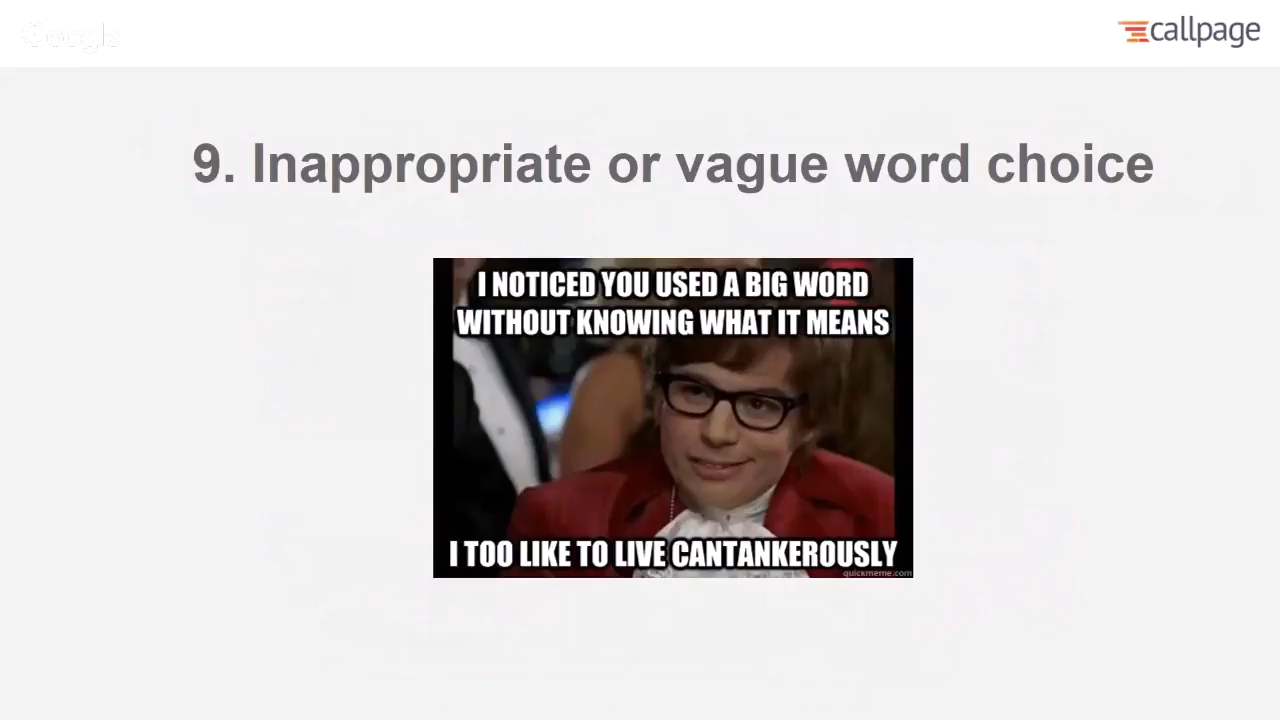 Google
callpage
9. Inappropriate or vague word choice
I NOTICED YOU USED A BIG WORD
WITHOUT KNOWING WHAT IT MEANS
I TOO LIKE TO LIVE CANTANKEROUSLY
quickmeme.com